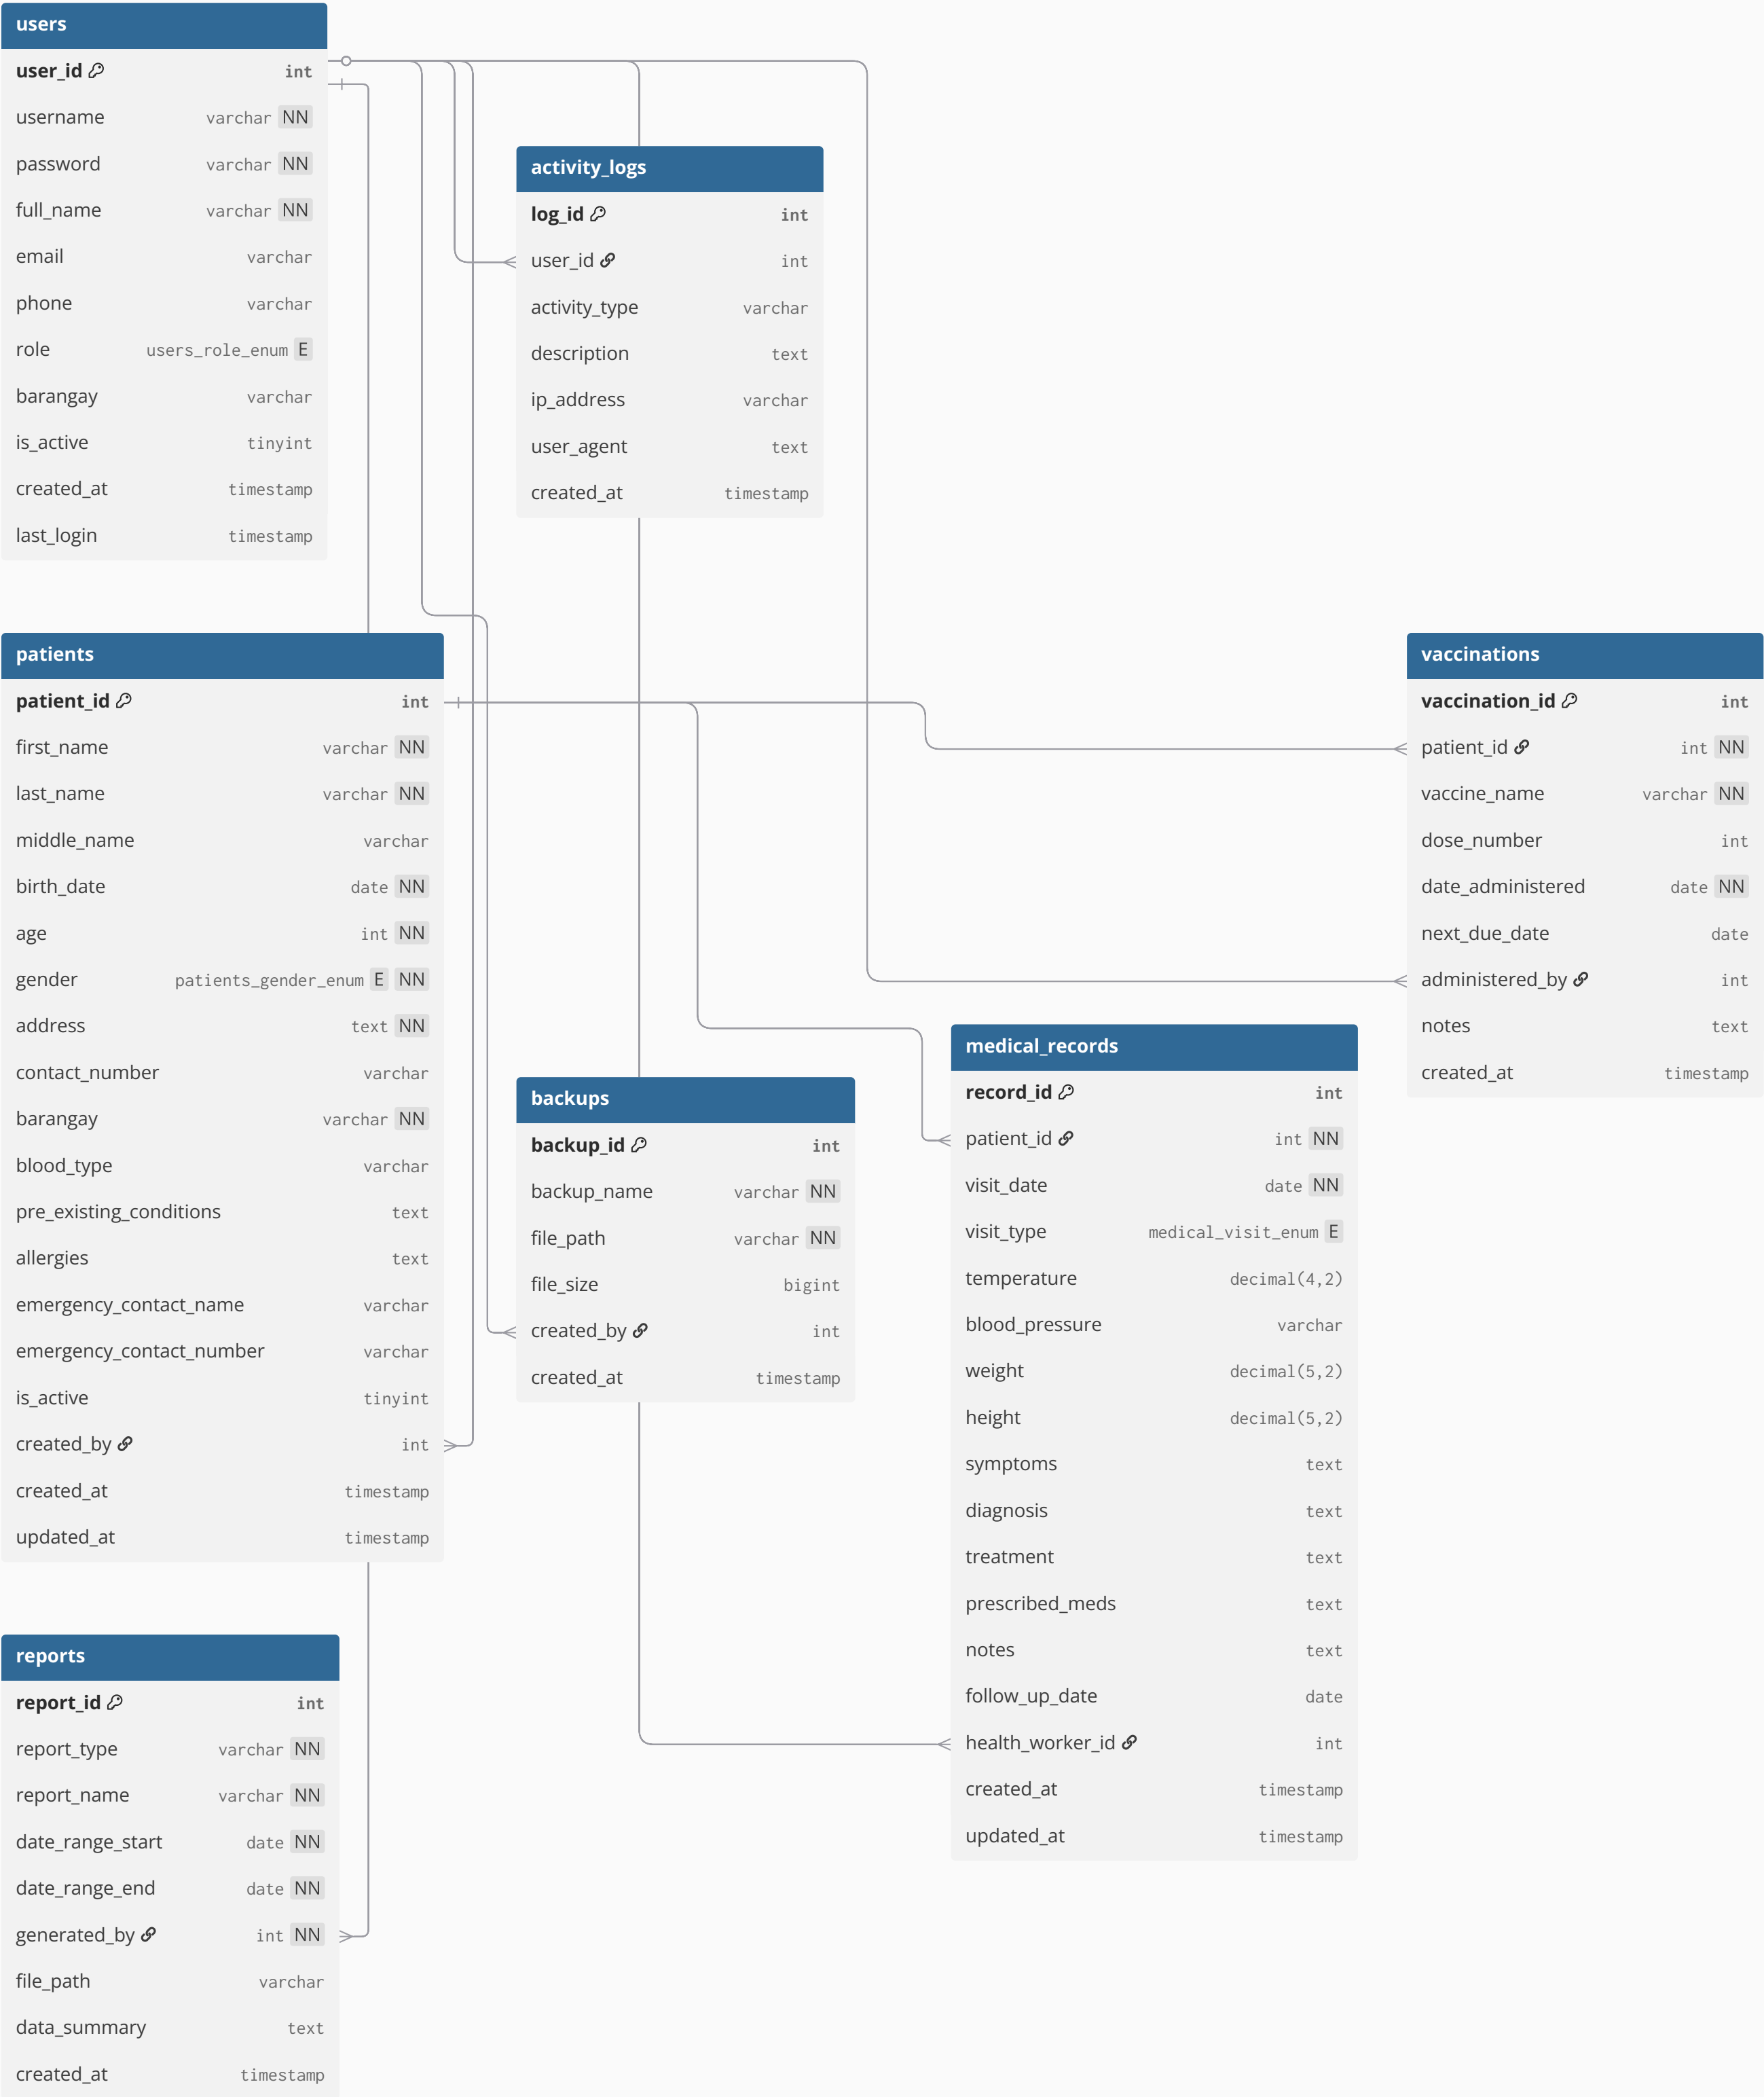 users
user_id int
username varchar NN
password varchar NN
full_name varchar NN
email varchar
phone varchar
role users_role_enum E
barangay varchar
is_active tinyint
created_at timestamp
last_login timestamp
activity_logs
log_id int
user_id int
activity_type varchar
description text
ip_address varchar
user_agent text
created_at timestamp
patients
patient_id int
first_name varchar NN
last_name varchar NN
middle_name varchar
birth_date date NN
age int NN
gender patients_gender_enum E NN
address text NN
contact_number varchar
barangay varchar NN
blood_type varchar
pre_existing_conditions text
allergies text
emergency_contact_name varchar
emergency_contact_number varchar
is_active tinyint
created_by int
created_at timestamp
updated_at timestamp
vaccinations
vaccination_id int
patient_id int NN
vaccine_name varchar NN
dose_number int
date_administered date NN
next_due_date date
administered_by int
notes text
created_at timestamp
backups
backup_id int
backup_name varchar NN
file_path varchar NN
file_size bigint
created_by int
created_at timestamp
medical_records
record_id int
patient_id int NN
visit_date date NN
visit_type medical_visit_enum E
temperature decimal(4,2)
blood_pressure varchar
weight decimal(5,2)
height decimal(5,2)
symptoms text
diagnosis text
treatment text
prescribed_meds text
notes text
follow_up_date date
health_worker_id int
created_at timestamp
updated_at timestamp
reports
report_id int
report_type varchar NN
report_name varchar NN
date_range_start date NN
date_range_end date NN
generated_by int NN
file_path varchar
data_summary text
created_at timestamp